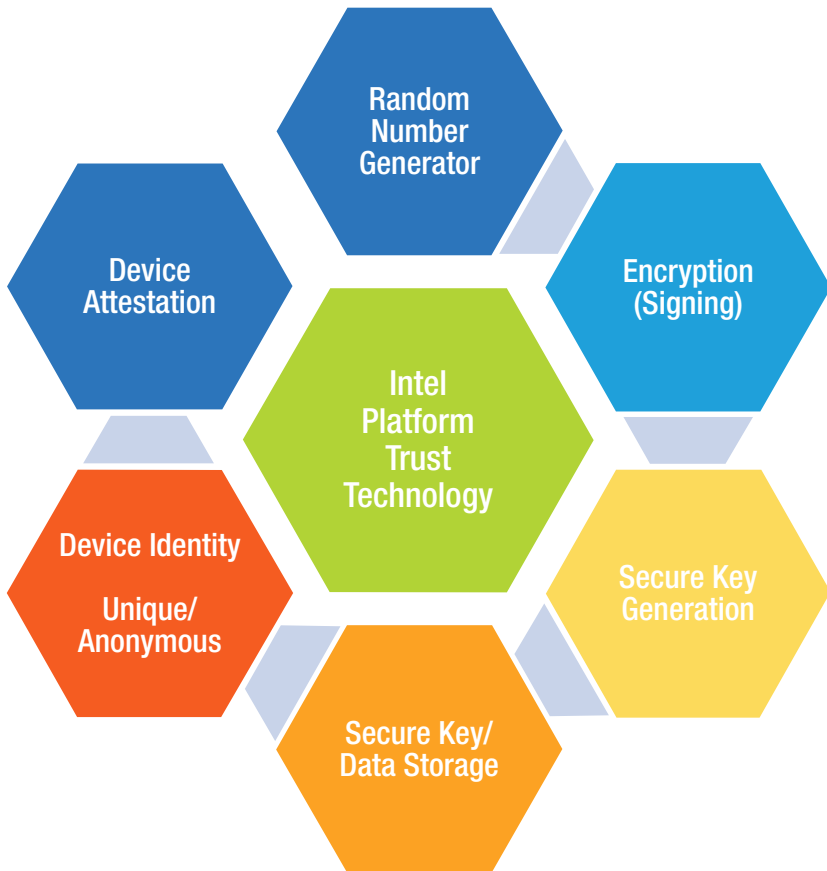 Random
Number
Generator
Device
Attestation
Encryption
(Signing)
Intel
Platform
Trust
Technology
Device Identity
Unique/
Anonymous
Secure Key
Generation
Secure Key/
Data Storage